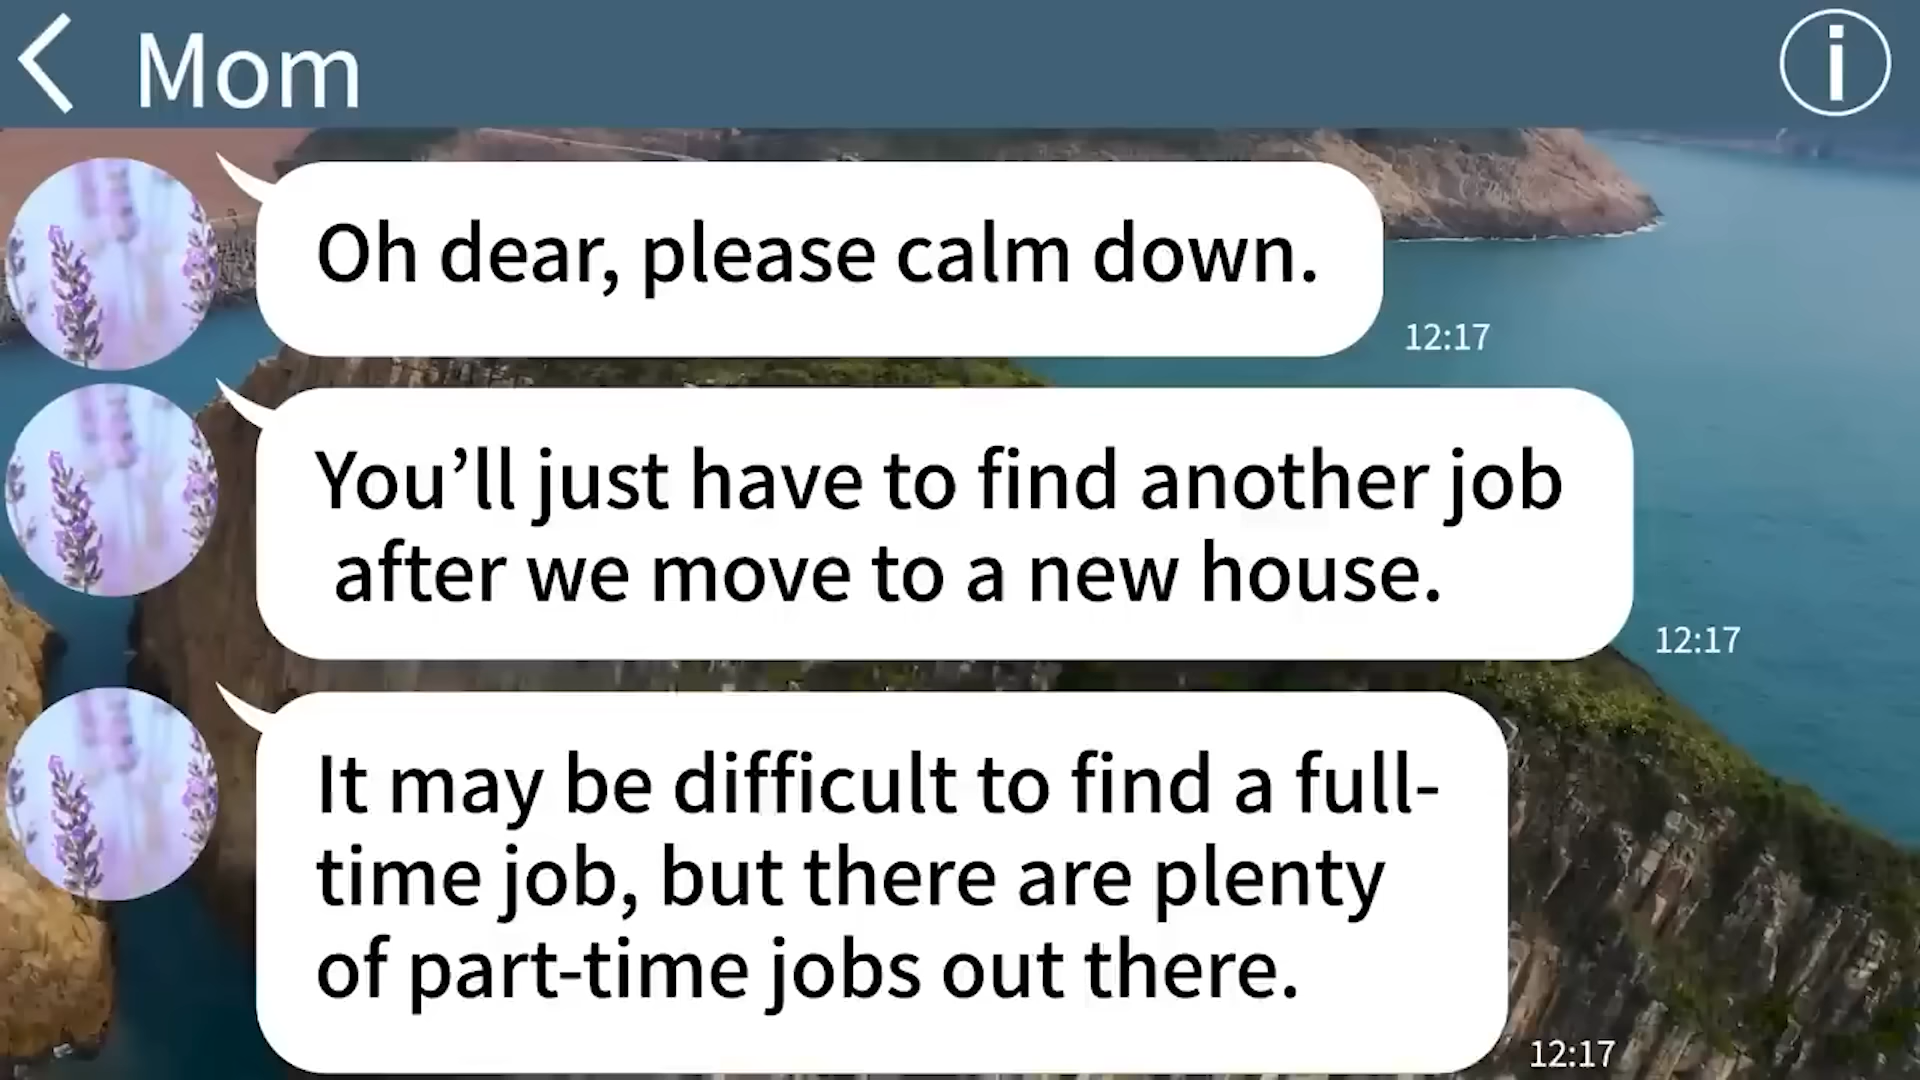 Mom
Oh dear, please calm down.
12:17
You’ll just have to find another job
after we move to a new house.
12:17
It may be difficult to find a full-
time job, but there are plenty
of part-time jobs out there.
12:17